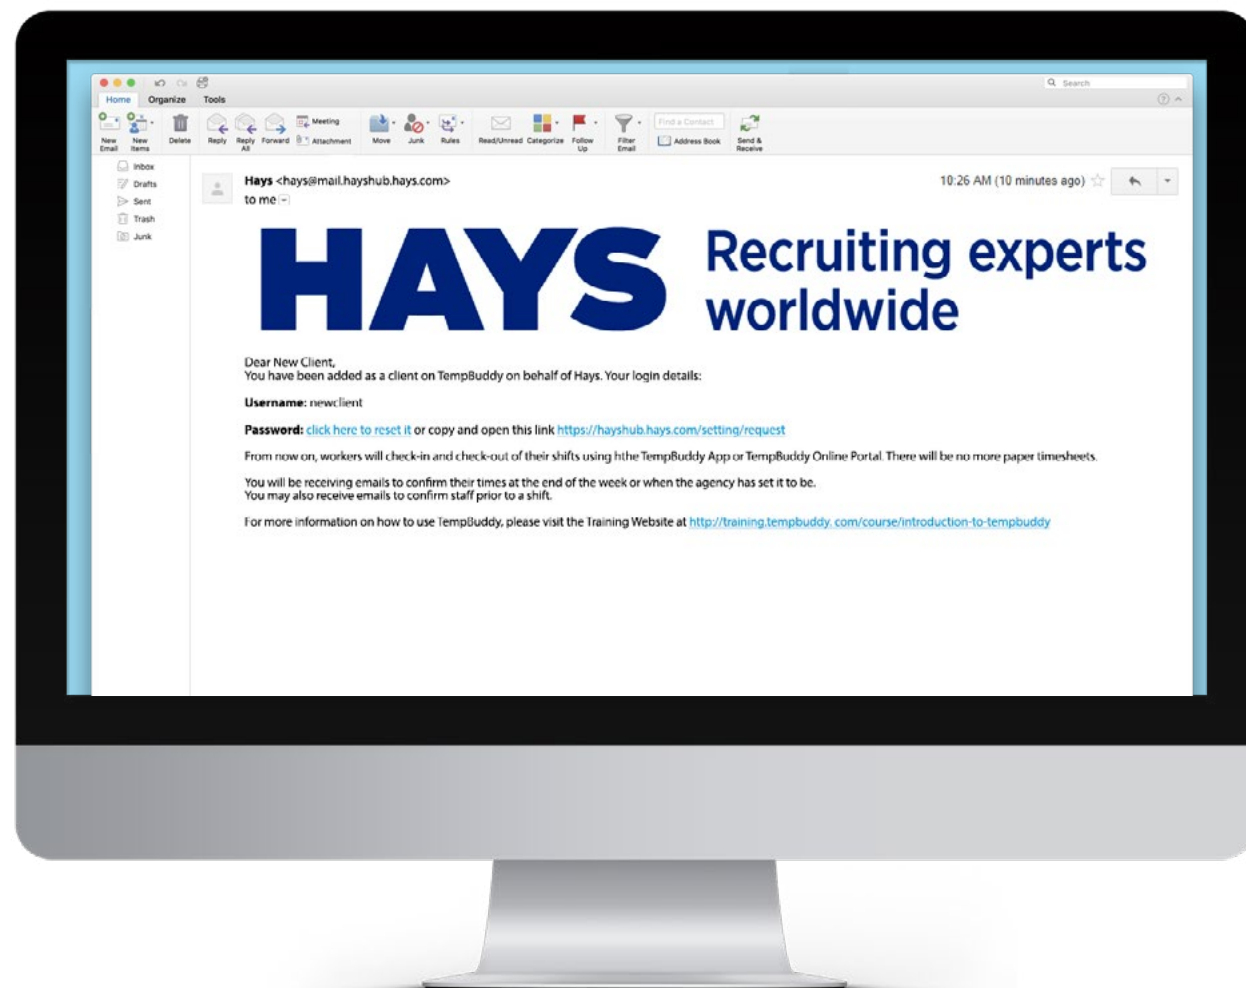 Search
Home Organize Tools
New Email
New Items
Delete
Reply
Reply All
Forward
Meeting
Attachment
Move
Junk
Rules
Read/Unread
Categorize
Follow Up
Filter Email
Find a Contact
Address Book
Send & Receive
Inbox
Drafts
Sent
Trash
Junk
Hays <hays@mail.hayshub.hays.com>
10:26 AM (10 minutes ago)
to me
HAYS Recruiting experts
worldwide
Dear New Client,
You have been added as a client on TempBuddy on behalf of Hays. Your login details:
Username: newclient
Password: click here to reset it or copy and open this link https://hayshub.hays.com/setting/request
From now on, workers will check-in and check-out of their shifts using hthe TempBuddy App or TempBuddy Online Portal. There will be no more paper timesheets.
You will be receiving emails to confirm their times at the end of the week or when the agency has set it to be.
You may also receive emails to confirm staff prior to a shift.
For more information on how to use TempBuddy, please visit the Training Website at http://training.tempbuddy. com/course/introduction-to-tempbuddy